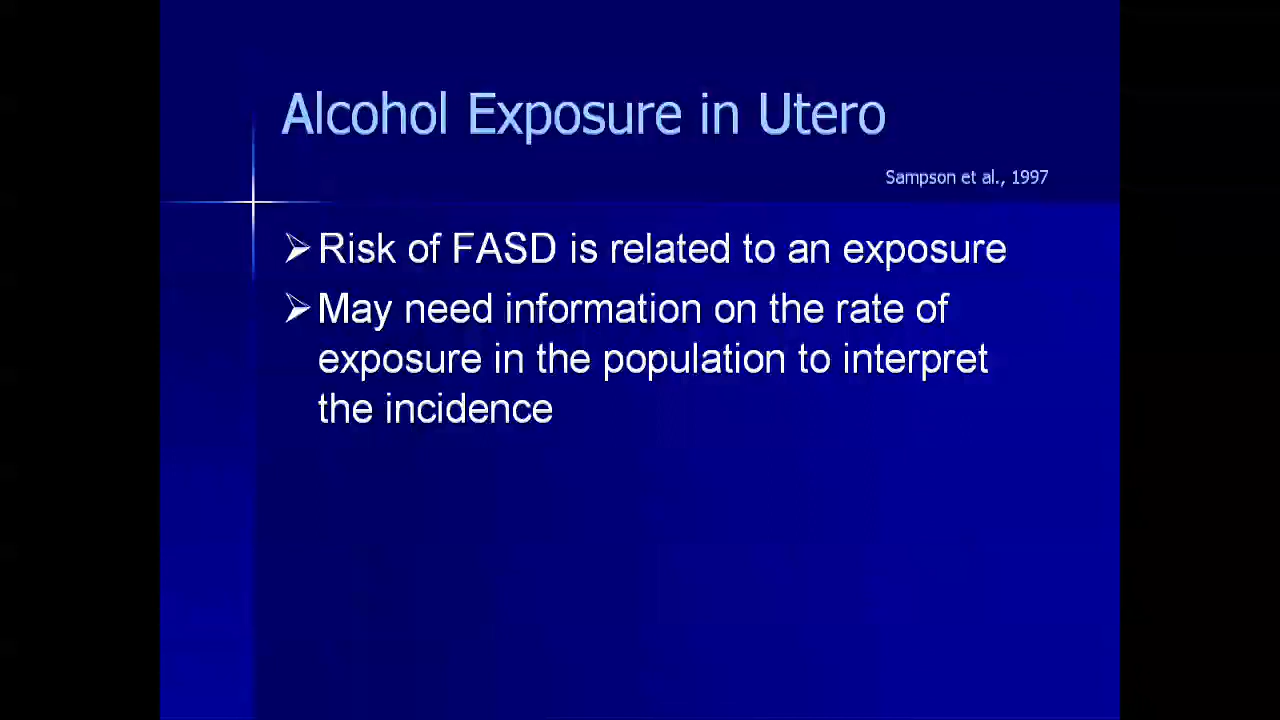 Alcohol Exposure in Utero
Sampson et al., 1997
Risk of FASD is related to an exposure
May need information on the rate of
exposure in the population to interpret
the incidence